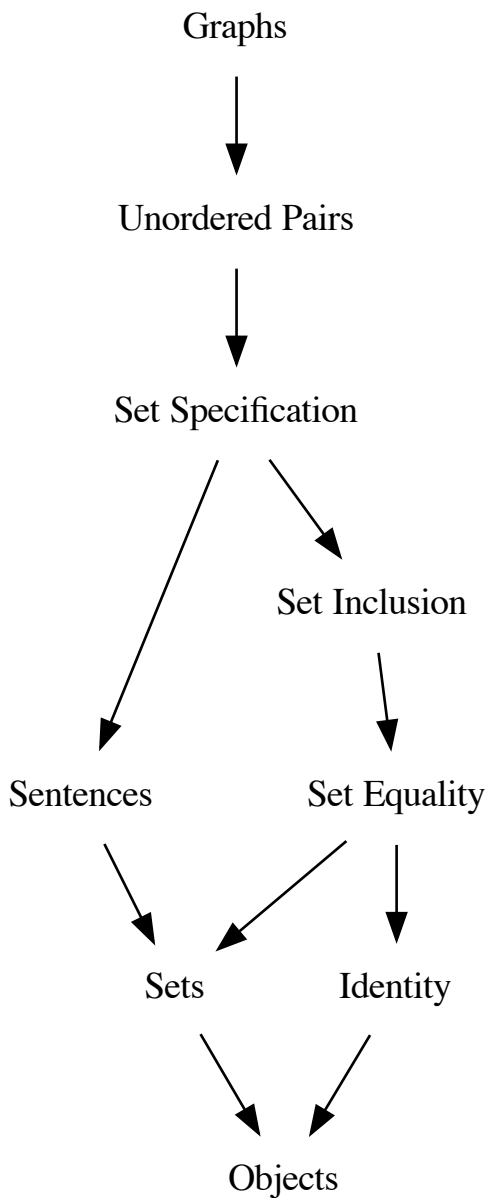 Graphs
Unordered Pairs
Set Specification
Set Inclusion
Sentences
Set Equality
Sets
Identity
Objects